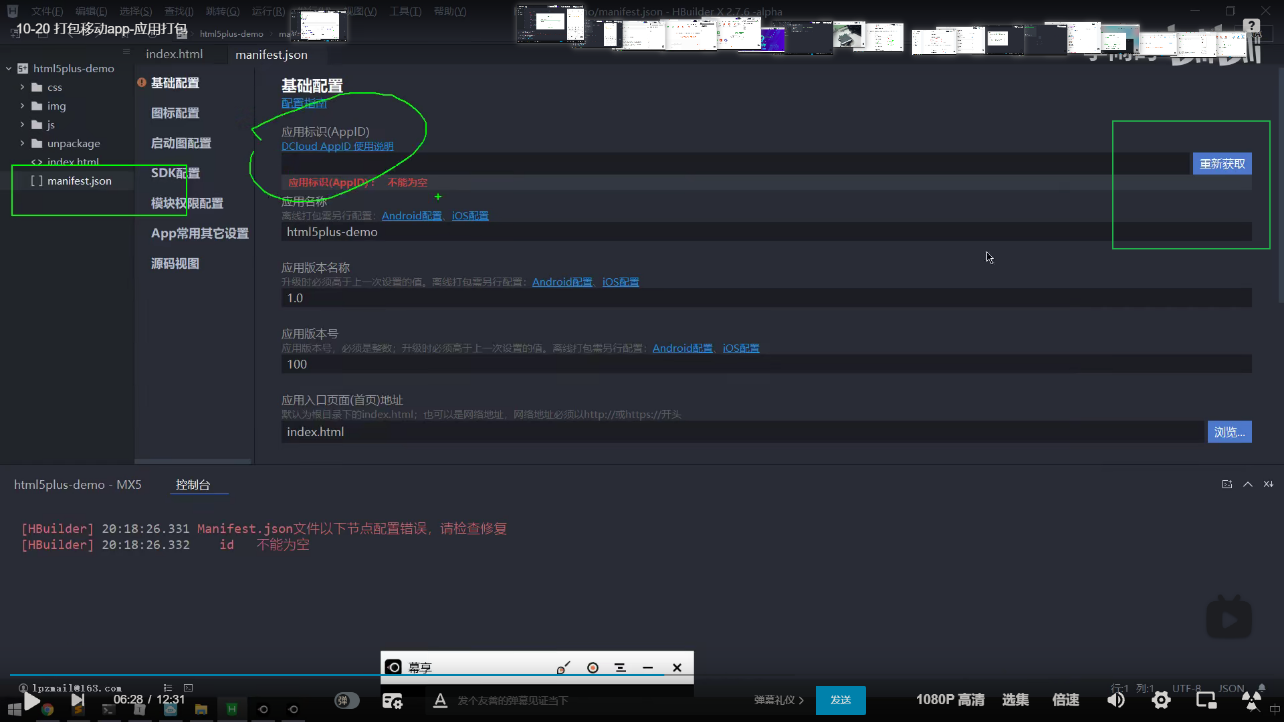 文件(F) 编辑(E) 选择(S) 查找(I) 跳转(G) 运行(R) 视图(V) 工具(T) 帮助(Y)
manifest.json - HBuilder X 2.7.6 -alpha
10-20 打包移动app-应用打包
html5plus-demo
index.html
manifest.json
html5plus-demo
css
img
js
unpackage
index.html
manifest.json
基础配置
图标配置
启动图配置
SDK配置
模块权限配置
App常用其它设置
源码视图
基础配置
配置指南
应用标识(AppID)
DCloud AppID 使用说明
重新获取
应用标识(AppID)： 不能为空
应用名称
离线打包需另行配置： Android配置、iOS配置
html5plus-demo
应用版本名称
升级时必须高于上一次设置的值。离线打包需另行配置：Android配置、iOS配置
1.0
应用版本号
应用版本号，必须是整数；升级时必须高于上一次设置的值。离线打包需另行配置：Android配置、iOS配置
100
应用入口页面(首页)地址
默认为根目录下的index.html；也可以是网络地址，网络地址必须以http://或https://开头
index.html
浏览...
html5plus-demo - MX5
控制台
[HBuilder] 20:18:26.331 Manifest.json文件以下节点配置错误，请检查修复
[HBuilder] 20:18:26.332 id 不能为空
幕享
lpzmail@163.com
行:1 列:1 UTF-8 JSON
06:28 / 12:31
弹
发个友善的弹幕见证当下
弹幕礼仪
发送
1080P 高清
选集
倍速
中